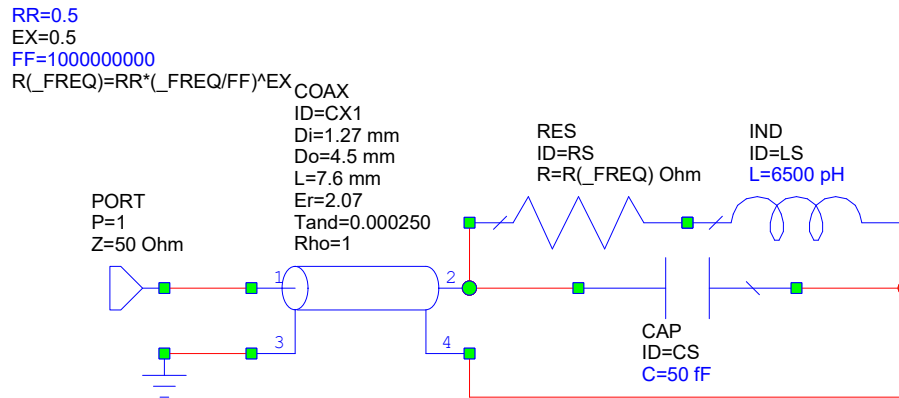 RR=0.5
EX=0.5
FF=1000000000
R(_FREQ)=RR*(_FREQ/FF)^EX
COAX
ID=CX1
Di=1.27 mm
Do=4.5 mm
L=7.6 mm
Er=2.07
Tand=0.000250
Rho=1
PORT
P=1
Z=50 Ohm
RES
ID=RS
R=R(_FREQ) Ohm
IND
ID=LS
L=6500 pH
1
2
3
4
CAP
ID=CS
C=50 fF